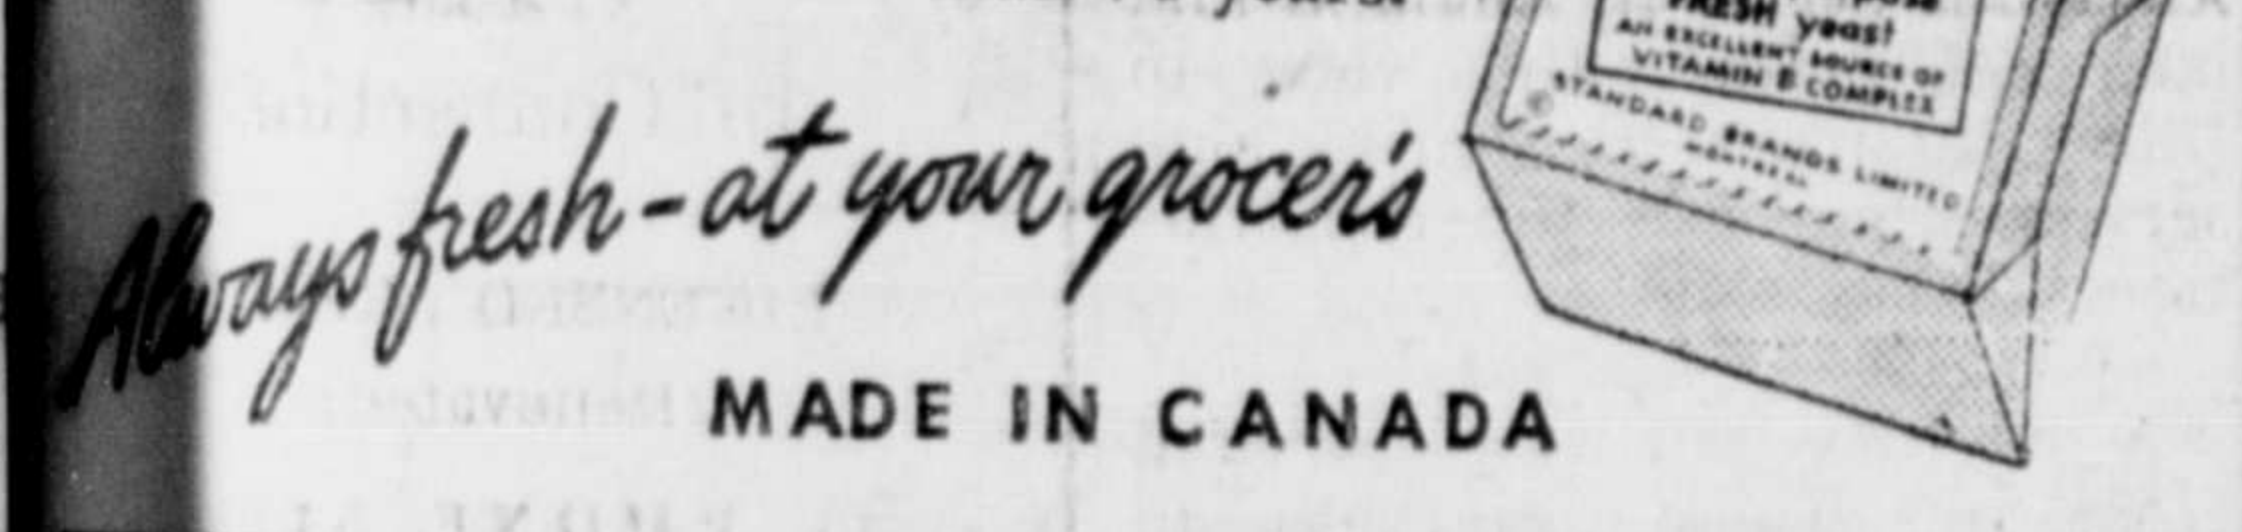 FRESH yeast
AN EXCELLENT SOURCE OF
VITAMIN B COMPLEX
© STANDARD BRANDS LIMITED
MONTREAL
Always fresh - at your grocer's
MADE IN CANADA